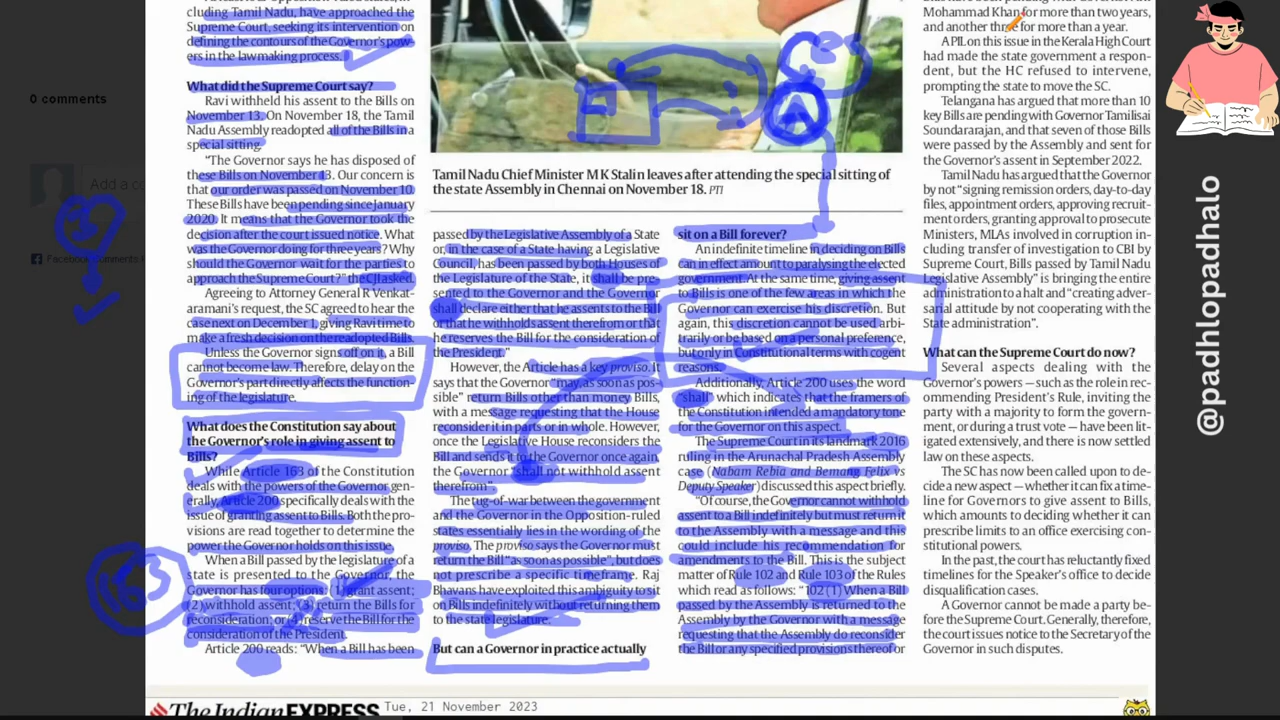 0 comments
Add a co
Facebook comments
cluding Tamil Nadu, have approached the
Supreme Court, seeking its intervention on
defining the contours of the Governor's pow-
ers in the lawmaking process.
What did the Supreme Court say?
Ravi withheld his assent to the Bills on
November 13. On November 18, the Tamil
Nadu Assembly readopted all of the Bills in a
special sitting.
"The Governor says he has disposed of
these Bills on November 13. Our concern is
that our order was passed on November 10.
These Bills have been pending since January
2020. It means that the Governor took the
decision after the court issued notice. What
was the Governor doing for three years? Why
should the Governor wait for the parties to
approach the Supreme Court?" the CJI asked.
Agreeing to Attorney General R Venkat-
aramani's request, the SC agreed to hear the
case next on December 1, giving Ravi time to
make a fresh decision on the readopted Bills.
Unless the Governor signs off on it, a Bill
cannot become law. Therefore, delay on the
Governor's part directly affects the function-
ing of the legislature.
What does the Constitution say about
the Governor's role in giving assent to
Bills?
While Article 163 of the Constitution
deals with the powers of the Governor gen-
erally, Article 200 specifically deals with the
issue of granting assent to Bills. Both the pro-
visions are read together to determine the
power the Governor holds on this issue.
When a Bill passed by the legislature of a
state is presented to the Governor, the
Governor has four options: (1) grant assent;
(2) withhold assent; (3) return the Bills for
reconsideration; or (4) reserve the Bill for the
consideration of the President.
Article 200 reads: "When a Bill has been
163
Tamil Nadu Chief Minister M K Stalin leaves after attending the special sitting of
the state Assembly in Chennai on November 18. PTI
passed by the Legislative Assembly of a State
or, in the case of a State having a Legislative
Council, has been passed by both Houses of
the Legislature of the State, it shall be pre-
sented to the Governor and the Governor
shall declare either that he assents to the Bill
or that he withholds assent therefrom or that
he reserves the Bill for the consideration of
the President."
However, the Article has a key proviso. It
says that the Governor "may, as soon as pos-
sible" return Bills other than money Bills,
with a message requesting that the House
reconsider it in parts or in whole. However,
once the Legislative House reconsiders the
Bill and sends it to the Governor once again,
the Governor "shall not withhold assent
therefrom".
The tug-of-war between the government
and the Governor in the Opposition-ruled
states essentially lies in the wording of the
proviso. The proviso says the Governor must
return the Bill "as soon as possible", but does
not prescribe a specific timeframe. Raj
Bhavans have exploited this ambiguity to sit
on Bills indefinitely without returning them
to the state legislature.
But can a Governor in practice actually
sit on a Bill forever?
An indefinite timeline in deciding on Bills
can in effect amount to paralysing the elected
government. At the same time, giving assent
to Bills is one of the few areas in which the
Governor can exercise his discretion. But
again, this discretion cannot be used arbi-
trarily or be based on a personal preference,
but only in Constitutional terms with cogent
reasons.
Additionally, Article 200 uses the word
"shall" which indicates that the framers of
the Constitution intended a mandatory tone
for the Governor on this aspect.
The Supreme Court in its landmark 2016
ruling in the Arunachal Pradesh Assembly
case (Nabam Rebia and Bemang Felix vs
Deputy Speaker) discussed this aspect briefly.
"Of course, the Governor cannot withhold
assent to a Bill indefinitely but must return it
to the Assembly with a message and this
could include his recommendation for
amendments to the Bill. This is the subject
matter of Rule 102 and Rule 103 of the Rules
which read as follows: "102 (1) When a Bill
passed by the Assembly is returned to the
Assembly by the Governor with a message
requesting that the Assembly do reconsider
the Bill or any specified provisions thereof or
Mohammad Khan for more than two years,
and another three for more than a year.
A PIL on this issue in the Kerala High Court
had made the state government a respon-
dent, but the HC refused to intervene,
prompting the state to move the SC.
Telangana has argued that more than 10
key Bills are pending with Governor Tamilisai
Soundararajan, and that seven of those Bills
were passed by the Assembly and sent for
the Governor's assent in September 2022.
Tamil Nadu has argued that the Governor
by not "signing remission orders, day-to-day
files, appointment orders, approving recruit-
ment orders, granting approval to prosecute
Ministers, MLAs involved in corruption in-
cluding transfer of investigation to CBI by
Supreme Court, Bills passed by Tamil Nadu
Legislative Assembly" is bringing the entire
administration to a halt and "creating adver-
sarial attitude by not cooperating with the
State administration".
What can the Supreme Court do now?
Several aspects dealing with the
Governor's powers — such as the role in rec-
ommending President's Rule, inviting the
party with a majority to form the govern-
ment, or during a trust vote — have been lit-
igated extensively, and there is now settled
law on these aspects.
The SC has now been called upon to de-
cide a new aspect — whether it can fix a time-
line for Governors to give assent to Bills,
which amounts to deciding whether it can
prescribe limits to an office exercising con-
stitutional powers.
In the past, the court has reluctantly fixed
timelines for the Speaker's office to decide
disqualification cases.
A Governor cannot be made a party be-
fore the Supreme Court. Generally, therefore,
the court issues notice to the Secretary of the
Governor in such disputes.
@padhlopadhalo
The Indian EXPRESS Tue, 21 November 2023